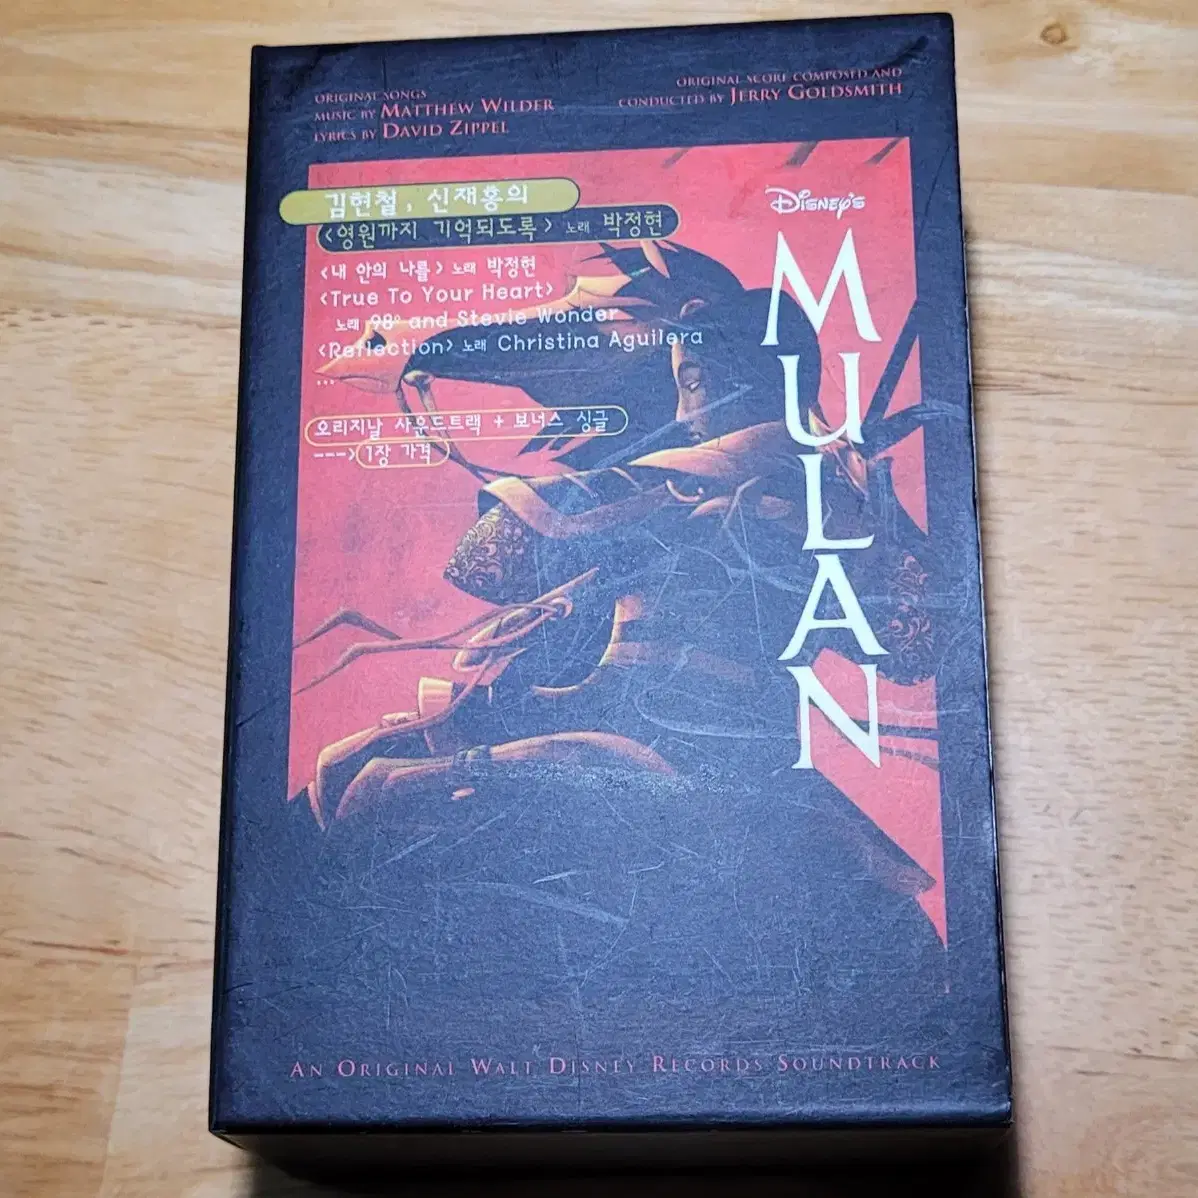 ORIGINAL SONGS
MUSIC BY MATTHEW WILDER
LYRICS BY DAVID ZIPPEL
ORIGINAL SCORE COMPOSED AND
CONDUCTED BY JERRY GOLDSMITH
김현철, 신재홍의
<영원까지 기억되도록> 노래 박정현
<내 안의 나를> 노래 박정현
<True To Your Heart>
노래 98° and Stevie Wonder
<Reflection> 노래 Christina Aguilera
...
오리지날 사운드트랙 + 보너스 싱글
---> 1장 가격
DISNEY'S
MULAN
AN ORIGINAL WALT DISNEY RECORDS SOUNDTRACK